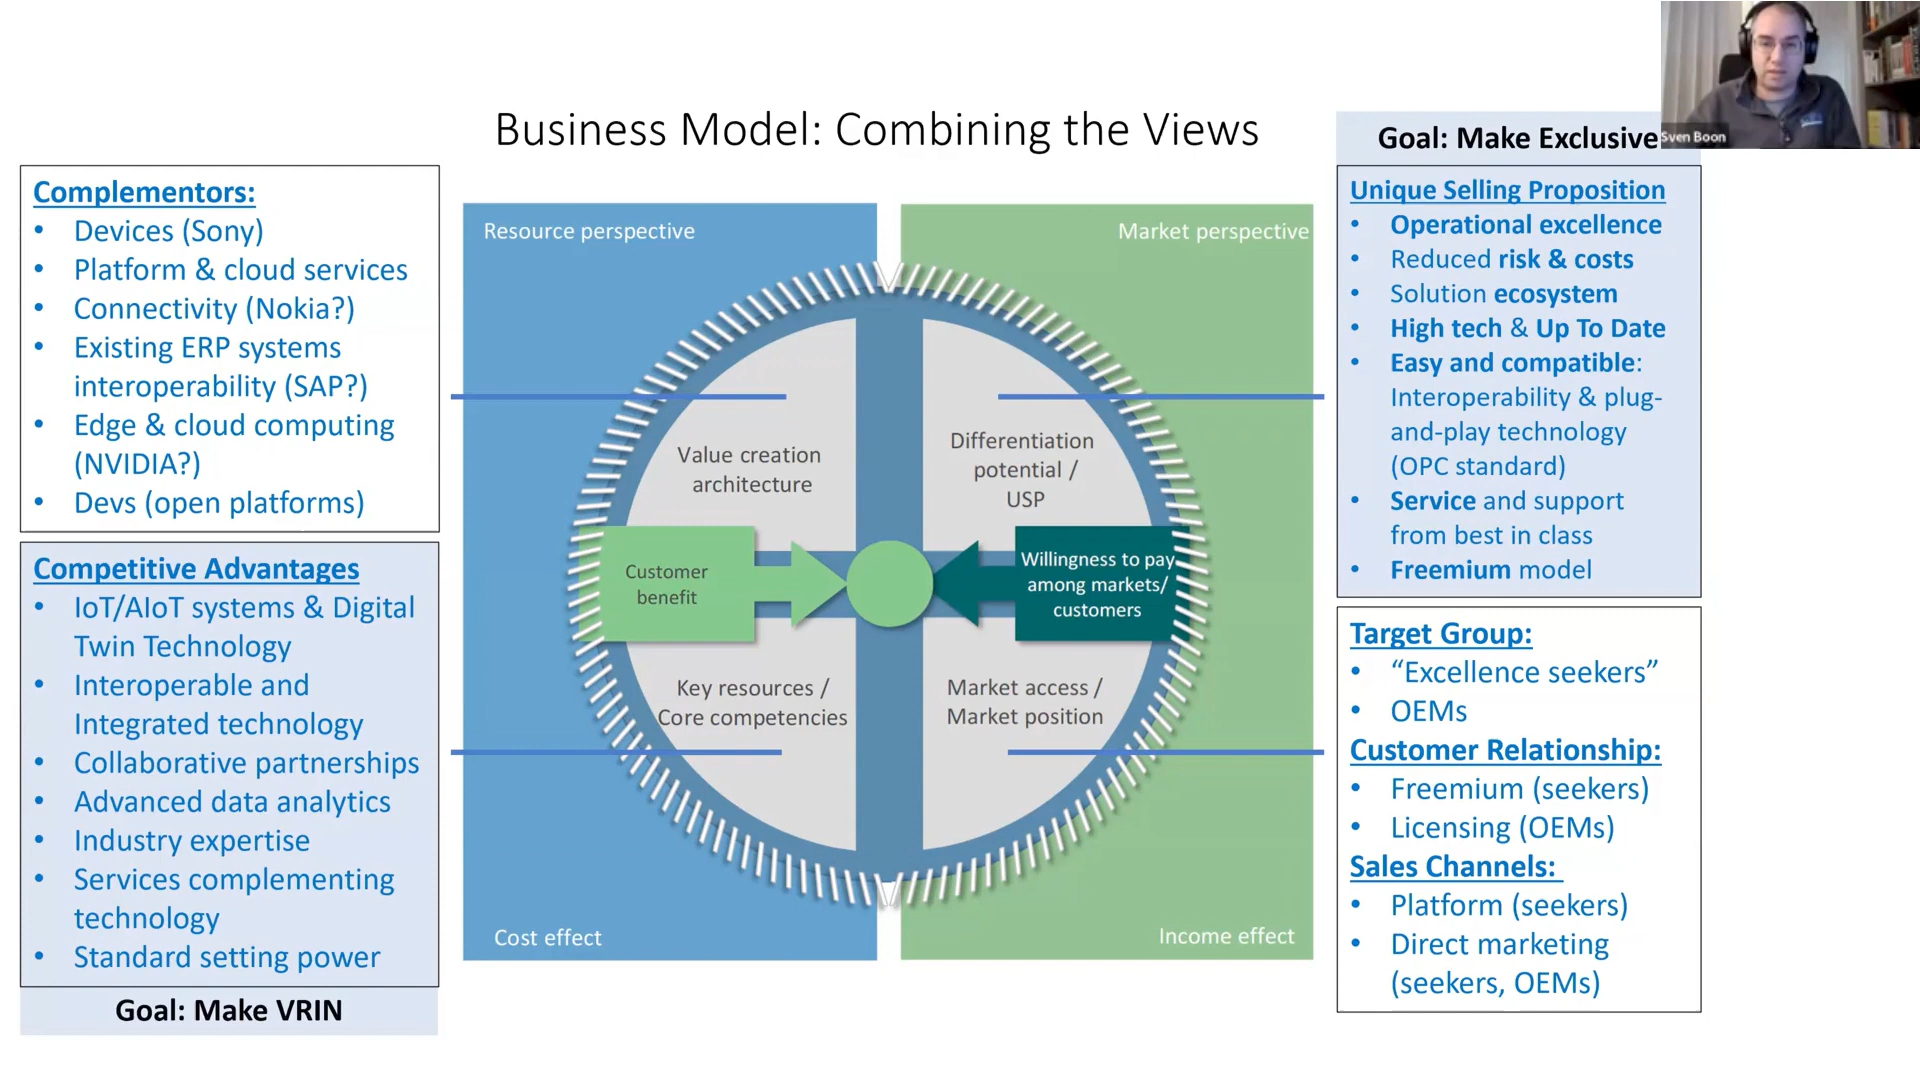 Business Model: Combining the Views
Complementors:
• Devices (Sony)
• Platform & cloud services
• Connectivity (Nokia?)
• Existing ERP systems
interoperability (SAP?)
• Edge & cloud computing
(NVIDIA?)
• Devs (open platforms)
Competitive Advantages
• IoT/AIoT systems & Digital
Twin Technology
• Interoperable and
Integrated technology
• Collaborative partnerships
• Advanced data analytics
• Industry expertise
• Services complementing
technology
• Standard setting power
Goal: Make VRIN
Resource perspective
Market perspective
Value creation
architecture
Differentiation
potential /
USP
Customer
benefit
Willingness to pay
among markets/
customers
Key resources /
Core competencies
Market access /
Market position
Cost effect
Income effect
Goal: Make Exclusive
Unique Selling Proposition
• Operational excellence
• Reduced risk & costs
• Solution ecosystem
• High tech & Up To Date
• Easy and compatible:
Interoperability & plug-
and-play technology
(OPC standard)
• Service and support
from best in class
• Freemium model
Target Group:
• “Excellence seekers”
• OEMs
Customer Relationship:
• Freemium (seekers)
• Licensing (OEMs)
Sales Channels:
• Platform (seekers)
• Direct marketing
(seekers, OEMs)
Sven Boon